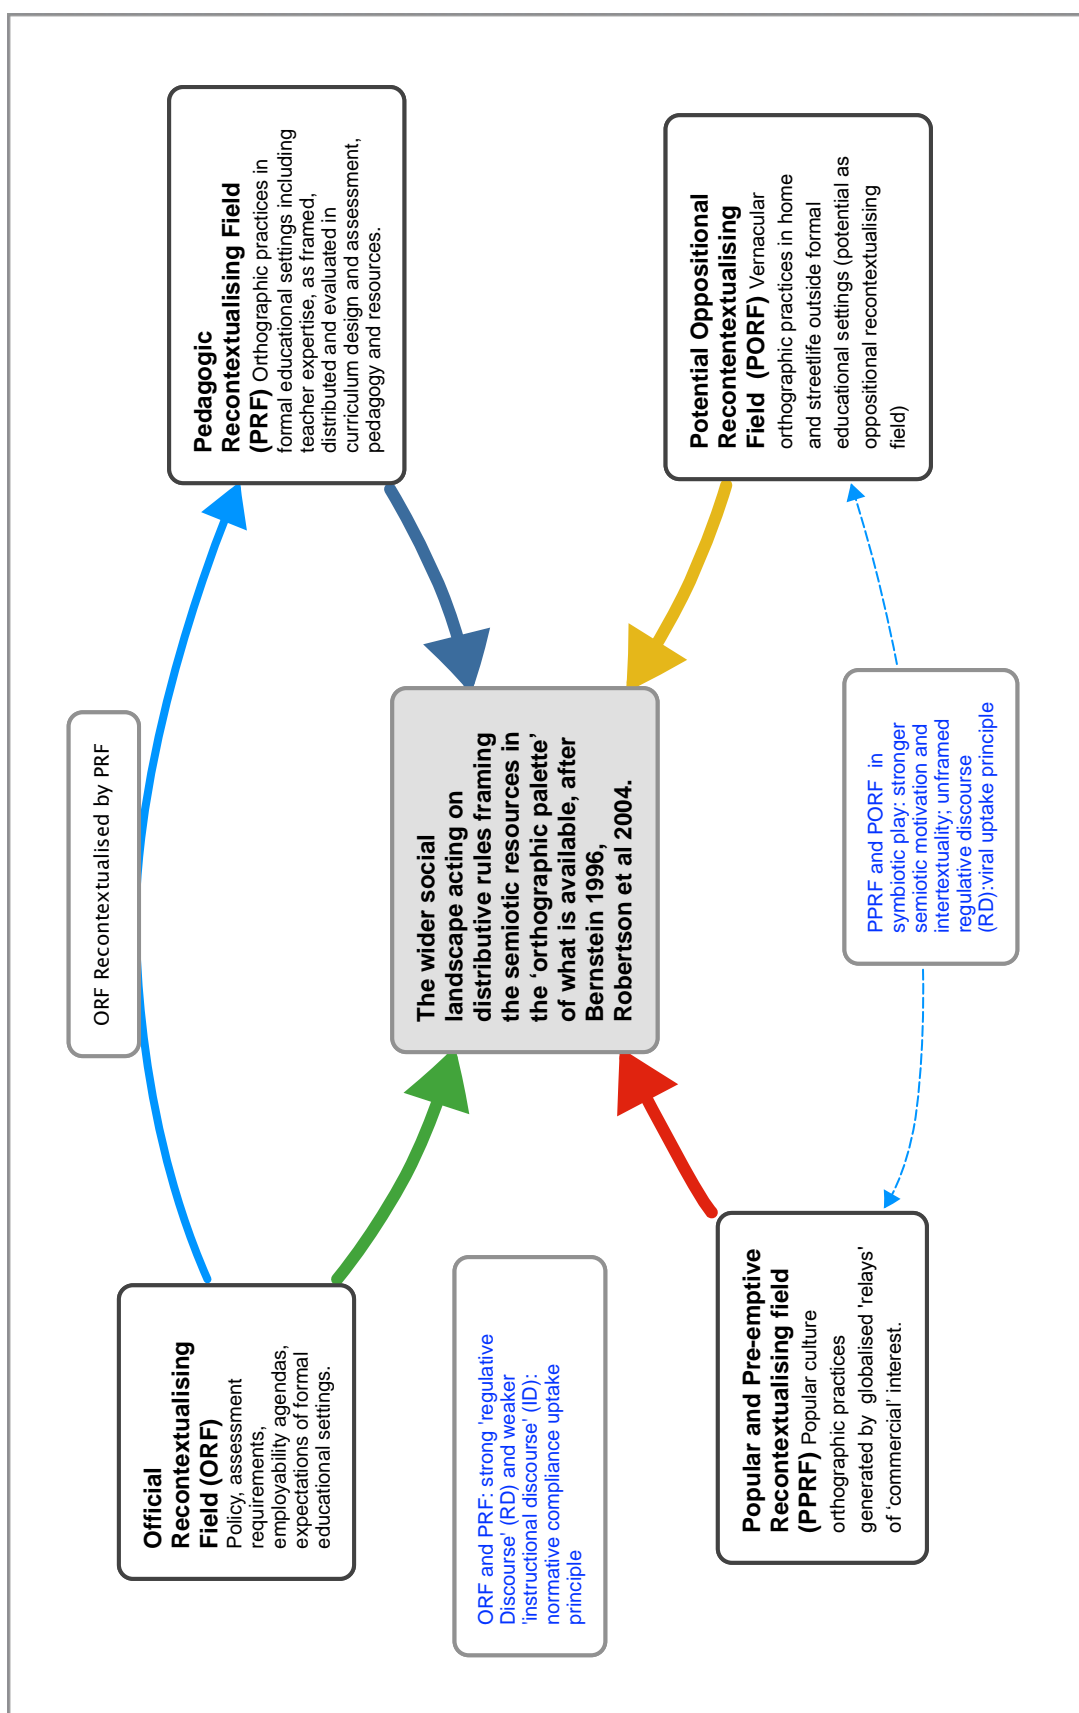 ORF Recontextualised by PRF
Official
Recontextualising
Field (ORF)
Policy, assessment
requirements,
employability agendas,
expectations of formal
educational settings.
Pedagogic
Recontextualising Field
(PRF) Orthographic practices in
formal educational settings including
teacher expertise, as framed,
distributed and evaluated in
curriculum design and assessment,
pedagogy and resources.
The wider social
landscape acting on
distributive rules framing
the semiotic resources in
the ‘orthographic palette’
of what is available, after
Bernstein 1996,
Robertson et al 2004.
ORF and PRF: strong 'regulative
Discourse' (RD) and weaker
'instructional discourse' (ID):
normative compliance uptake
principle
Popular and Pre-emptive
Recontextualising field
(PPRF) Popular culture
orthographic practices
generated by globalised 'relays'
of ‘commercial’ interest.
Potential Oppositional
Recontentextualising
Field (PORF) Vernacular
orthographic practices in home
and streetlife outside formal
educational settings (potential as
oppositional recontextualising
field)
PPRF and PORF in
symbiotic play: stronger
semiotic motivation and
intertextuality; unframed
regulative discourse
(RD):viral uptake principle)